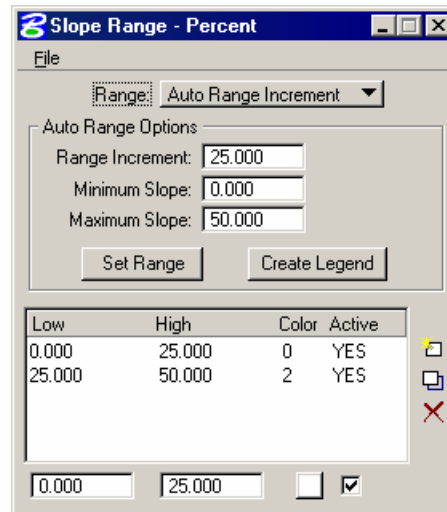 Slope Range - Percent
File
Range: Auto Range Increment
Auto Range Options
Range Increment: 25.000
Minimum Slope: 0.000
Maximum Slope: 50.000
Set Range Create Legend
Low High Color Active
0.000 25.000 0 YES
25.000 50.000 2 YES
0.000 25.000